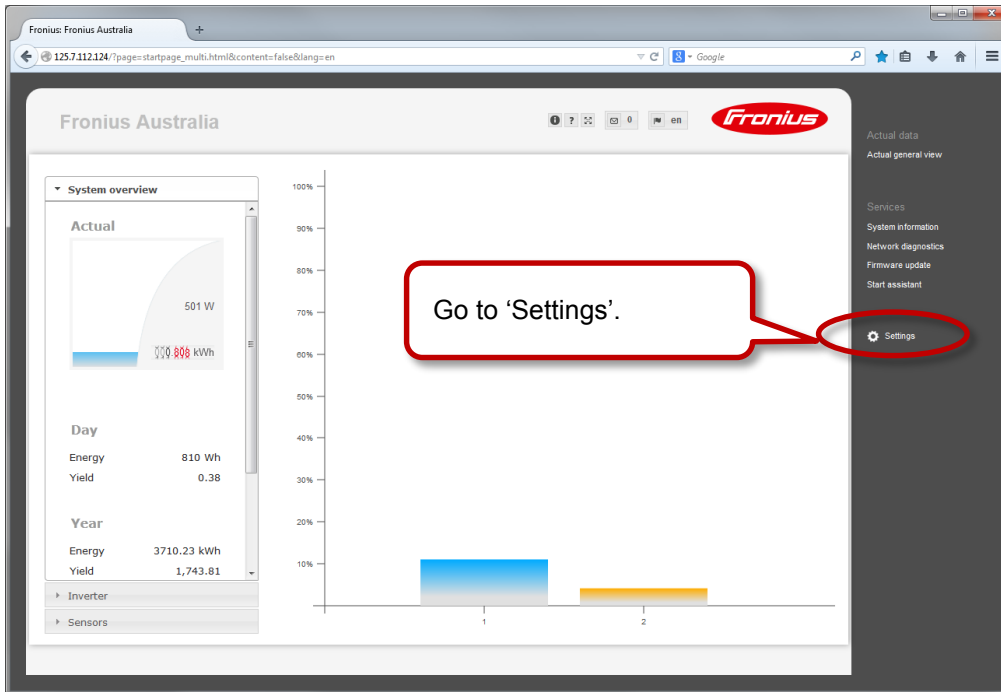 Fronius: Fronius Australia
125.7.112.124/?page=startpage_multi.html&content=false&lang=en
Google
Fronius Australia
i ? 0 en
Fronius
System overview
Actual
501 W
000 808 kWh
Day
Energy 810 Wh
Yield 0.38
Year
Energy 3710.23 kWh
Yield 1,743.81
Inverter
Sensors
100%
90%
80%
70%
60%
50%
40%
30%
20%
10%
1 2
Go to ‘Settings’.
Actual data
Actual general view
Services
System information
Network diagnostics
Firmware update
Start assistant
Settings